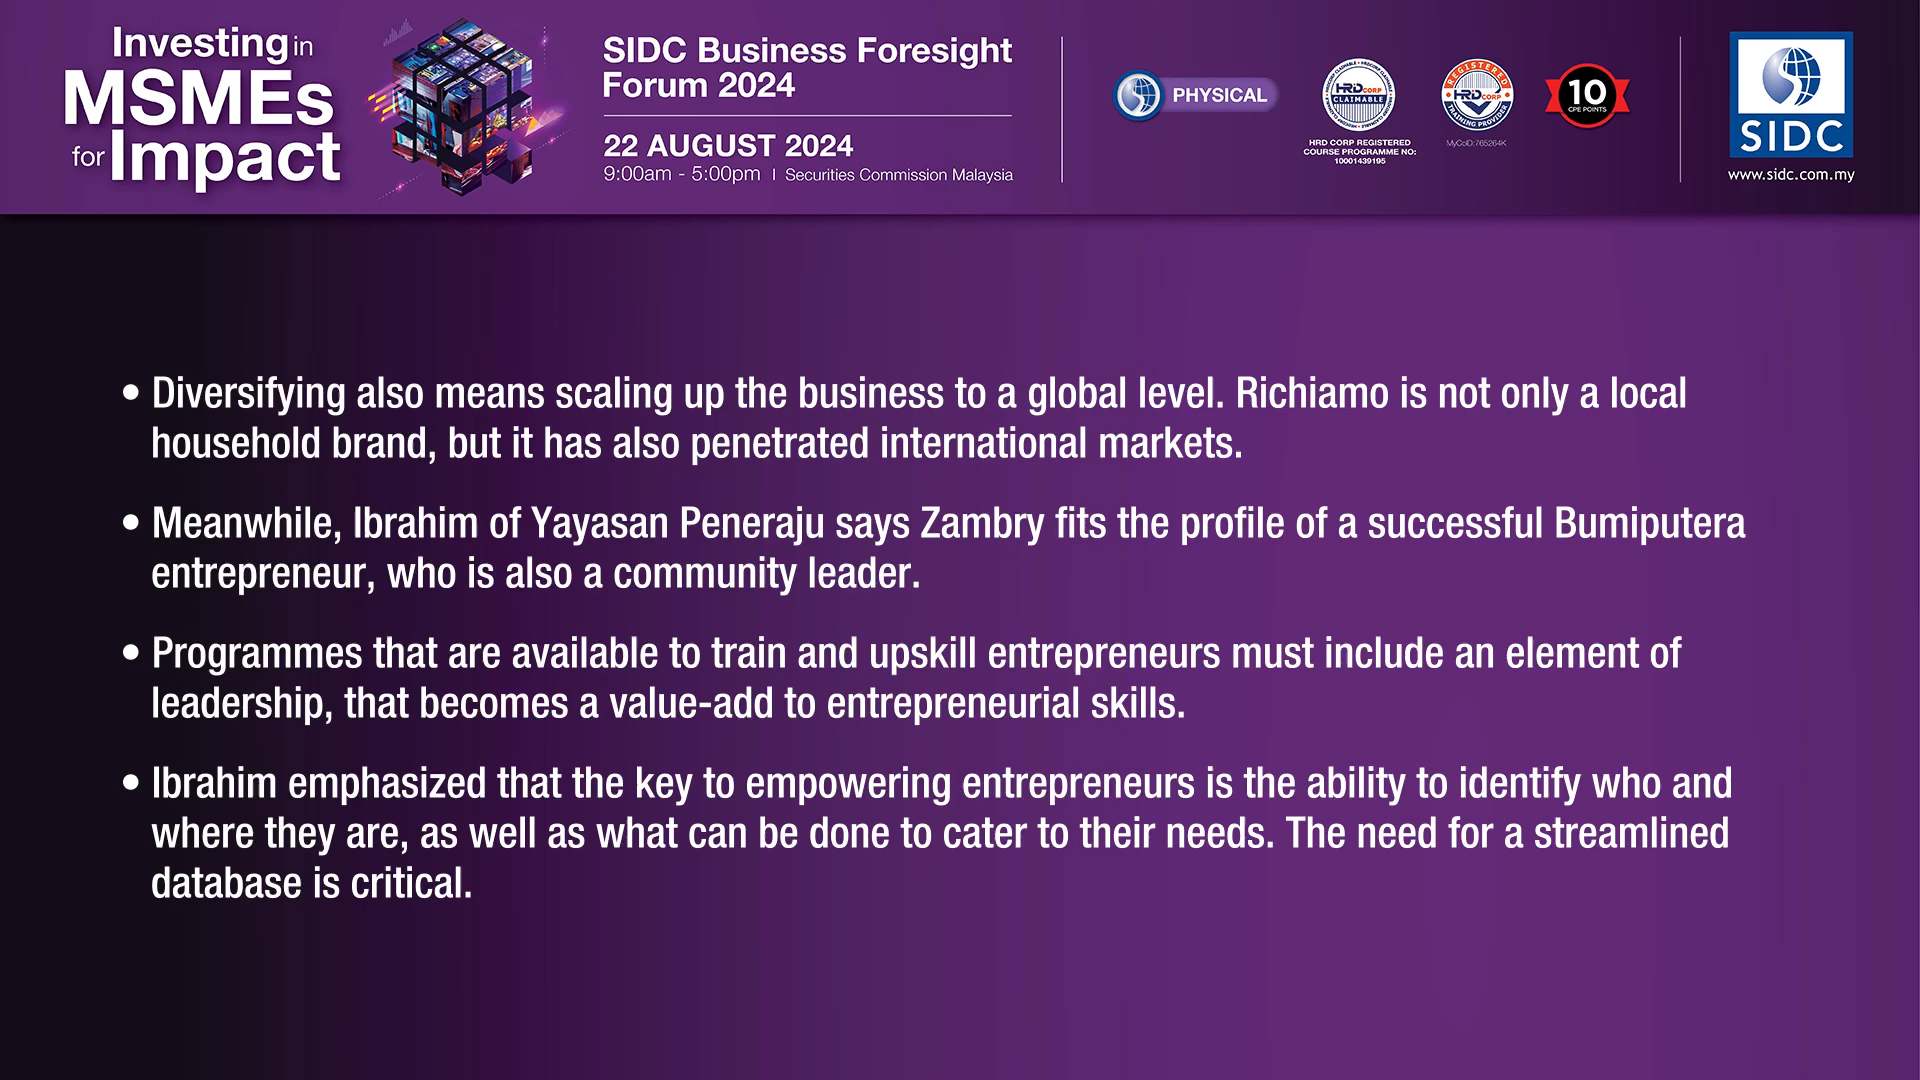 Investing in
MSMEs
for Impact
SIDC Business Foresight
Forum 2024
22 AUGUST 2024
9:00am - 5:00pm | Securities Commission Malaysia
PHYSICAL
HRD CORP
CLAIMABLE
HRD CORP REGISTERED
COURSE PROGRAMME NO:
10001439195
REGISTERED
HRD CORP
TRAINING PROVIDER
MyCoID:765264K
10
CPE POINTS
SIDC
www.sidc.com.my
• Diversifying also means scaling up the business to a global level. Richiamo is not only a local
household brand, but it has also penetrated international markets.
• Meanwhile, Ibrahim of Yayasan Peneraju says Zambry fits the profile of a successful Bumiputera
entrepreneur, who is also a community leader.
• Programmes that are available to train and upskill entrepreneurs must include an element of
leadership, that becomes a value-add to entrepreneurial skills.
• Ibrahim emphasized that the key to empowering entrepreneurs is the ability to identify who and
where they are, as well as what can be done to cater to their needs. The need for a streamlined
database is critical.